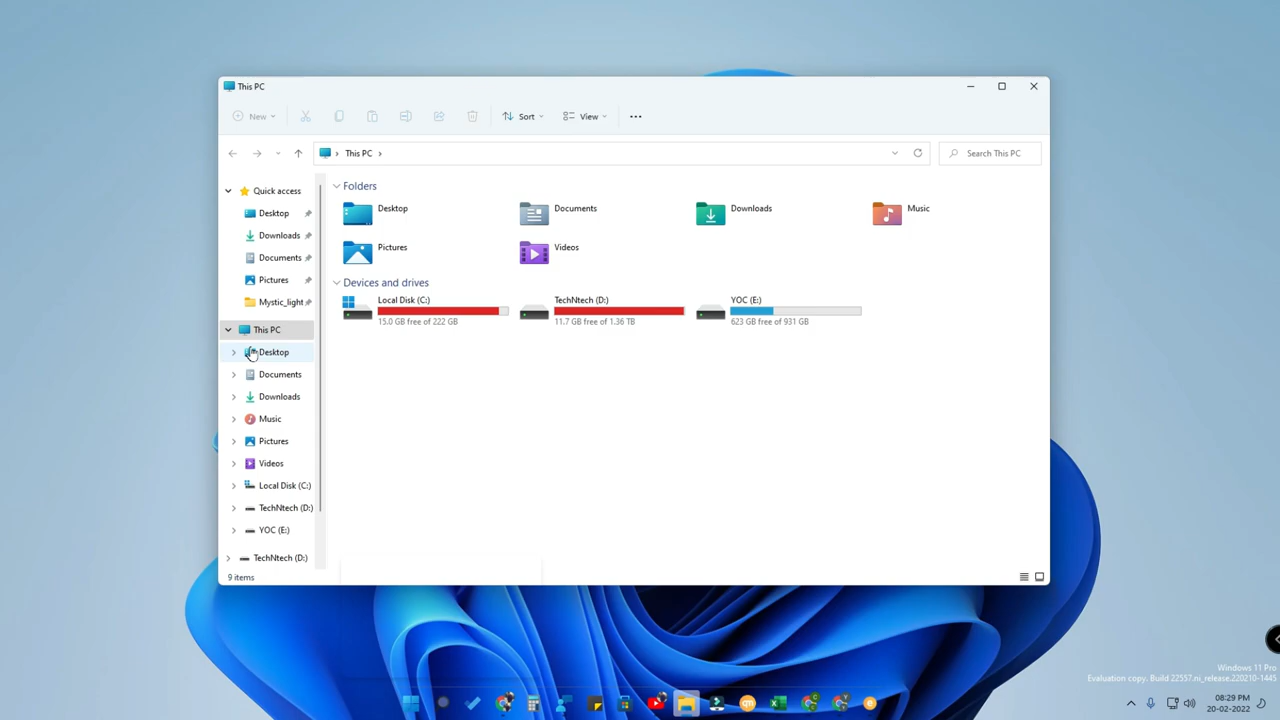 This PC
New
Sort
View
This PC
Search This PC
Quick access
Desktop
Downloads
Documents
Pictures
Mystic_light
This PC
Desktop
Documents
Downloads
Music
Pictures
Videos
Local Disk (C:)
TechNtech (D:)
YOC (E:)
TechNtech (D:)
Folders
Desktop
Documents
Downloads
Music
Pictures
Videos
Devices and drives
Local Disk (C:)
15.0 GB free of 222 GB
TechNtech (D:)
11.7 GB free of 1.36 TB
YOC (E:)
623 GB free of 931 GB
9 items
Windows 11 Pro
Evaluation copy. Build 22557.ni_release.220210-1445
08:29 PM
20-02-2022